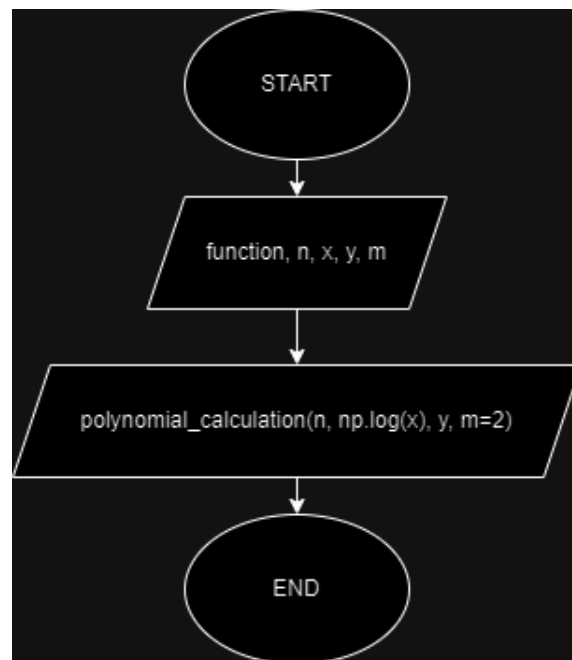 START
function, n, x, y, m
polynomial_calculation(n, np.log(x), y, m=2)
END